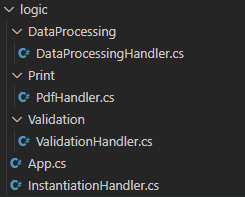 logic
DataProcessing
C# DataProcessingHandler.cs
Print
C# PdfHandler.cs
Validation
C# ValidationHandler.cs
C# App.cs
C# InstantiationHandler.cs